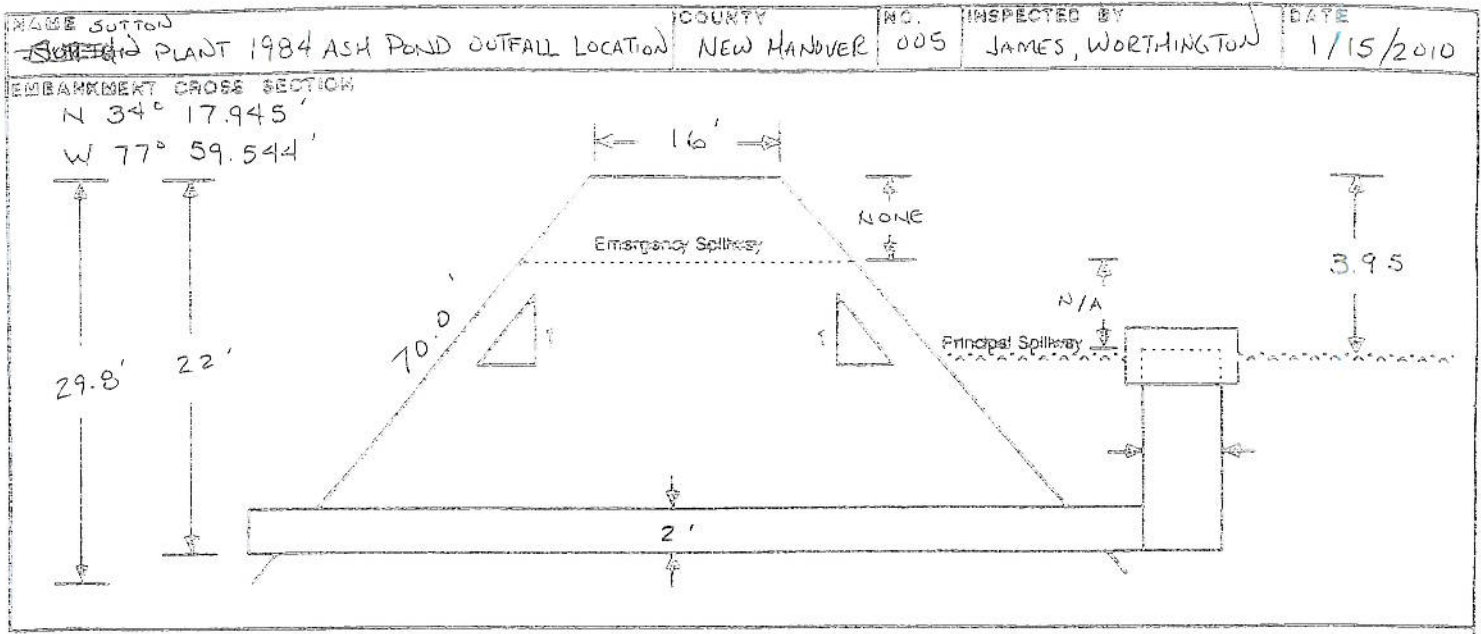 NAME SUTTON
PLANT 1984 ASH POND OUTFALL LOCATION
COUNTY
NEW HANOVER
NO.
005
INSPECTED BY
JAMES, WORTHINGTON
DATE
1/15/2010
EMBANKMENT CROSS SECTION
N 34° 17.945'
W 77° 59.544'
16'
NONE
Emergency Spillway
3.95
N/A
70.0'
1
1
Principal Spillway
22'
29.8'
2'